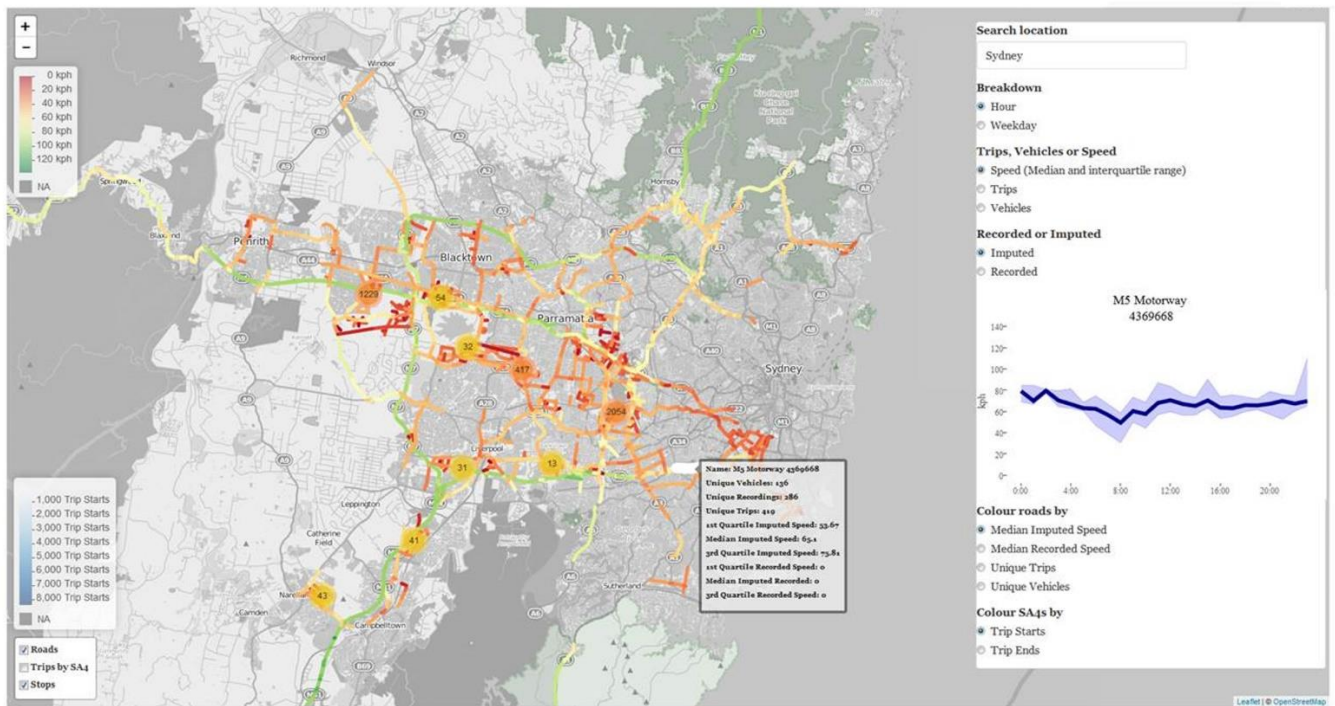 +
−
0 kph
20 kph
40 kph
60 kph
80 kph
100 kph
120 kph
NA
Richmond
Windsor
Springwood
Blaxland
Penrith
Blacktown
Hornsby
Parramatta
Sydney
Liverpool
Leppington
Catherine
Field
Camden
Campbelltown
Sutherland
1229
54
32
417
2054
31
13
41
43
1,000 Trip Starts
2,000 Trip Starts
3,000 Trip Starts
4,000 Trip Starts
5,000 Trip Starts
6,000 Trip Starts
7,000 Trip Starts
8,000 Trip Starts
NA
Roads
Trips by SA4
Stops
Name: M5 Motorway 4369668
Unique Vehicles: 136
Unique Recordings: 286
Unique Trips: 419
1st Quartile Imputed Speed: 53.67
Median Imputed Speed: 65.1
3rd Quartile Imputed Speed: 75.81
1st Quartile Recorded Speed: 0
Median Imputed Recorded: 0
3rd Quartile Recorded Speed: 0
Search location
Sydney
Breakdown
Hour
Weekday
Trips, Vehicles or Speed
Speed (Median and interquartile range)
Trips
Vehicles
Recorded or Imputed
Imputed
Recorded
M5 Motorway
4369668
140
120
100
80
60
40
20
0
kph
0:00
4:00
8:00
12:00
16:00
20:00
Colour roads by
Median Imputed Speed
Median Recorded Speed
Unique Trips
Unique Vehicles
Colour SA4s by
Trip Starts
Trip Ends
Leaflet | © OpenStreetMap